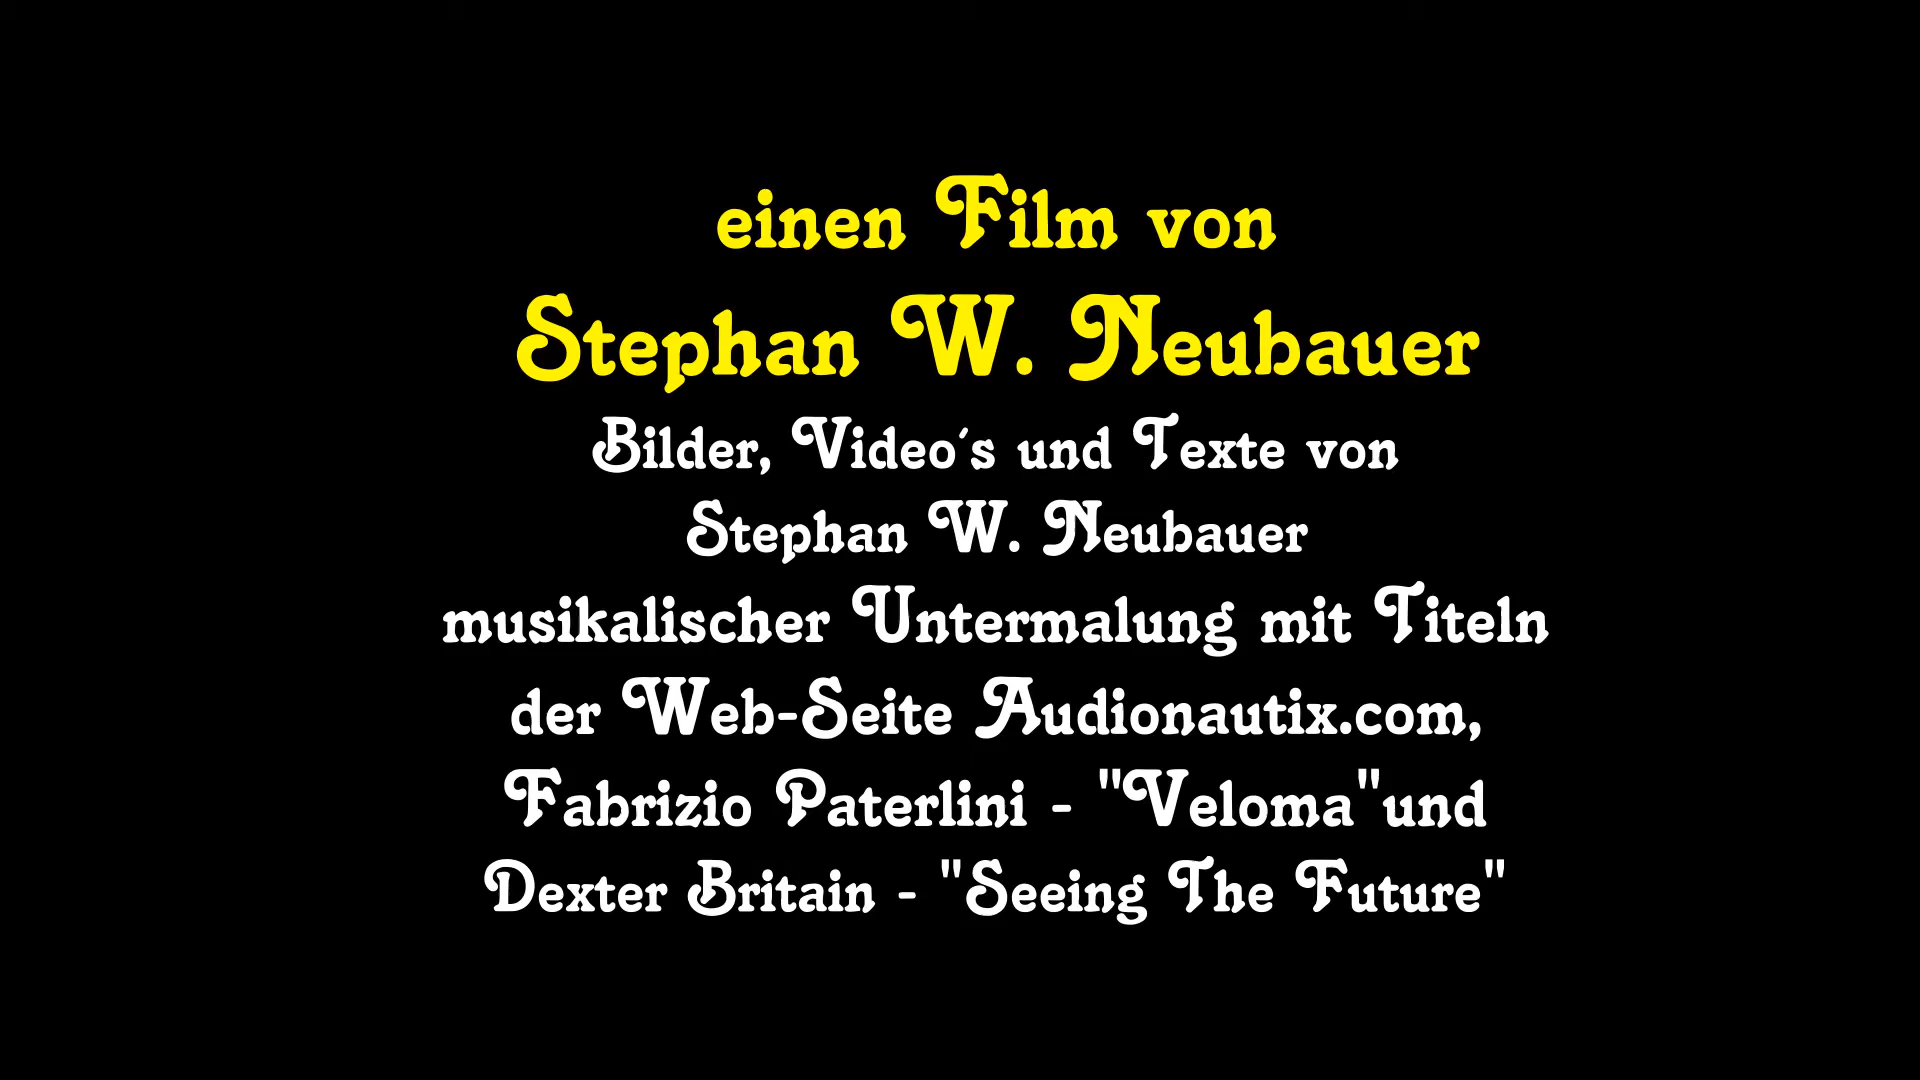 einen Film von
Stephan W. Neubauer
Bilder, Video´s und Texte von
Stephan W. Neubauer
musikalischer Untermalung mit Titeln
der Web-Seite Audionautix.com,
Fabrizio Paterlini - "Veloma"und
Dexter Britain - "Seeing The Future"